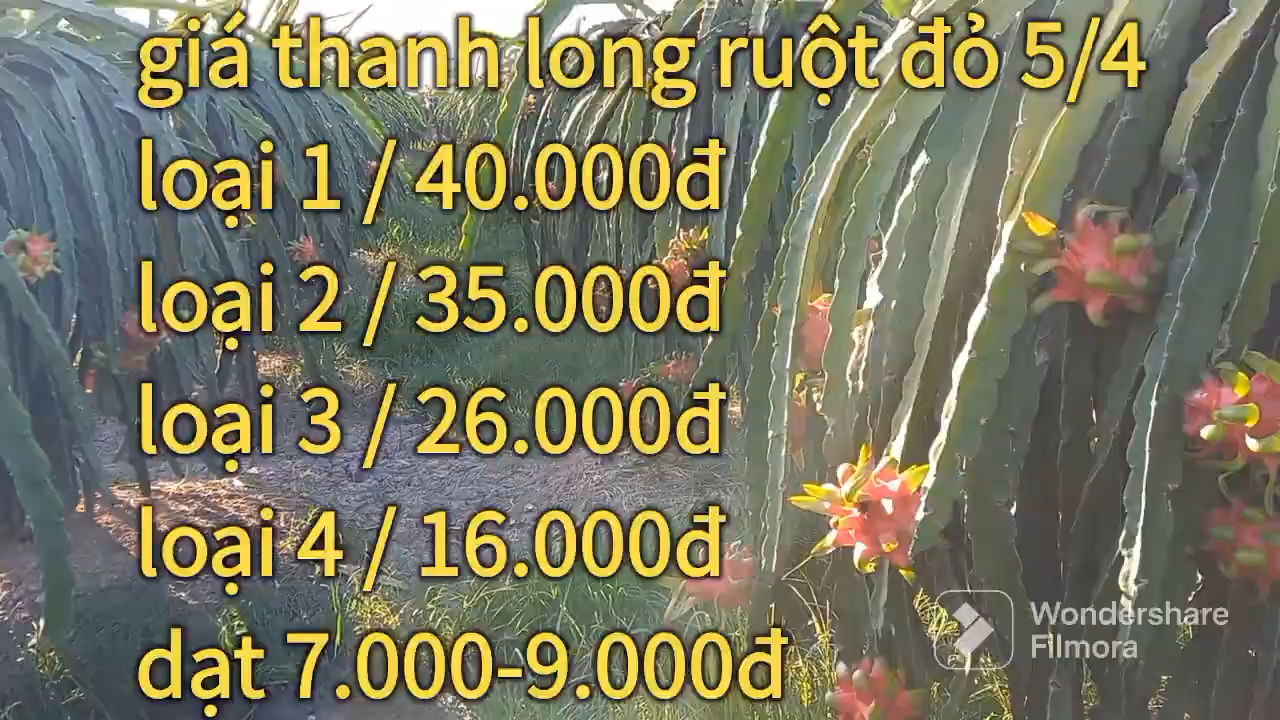 giá thanh long ruột đỏ 5/4
loại 1 / 40.000đ
loại 2 / 35.000đ
loại 3 / 26.000đ
loại 4 / 16.000đ
dạt 7.000-9.000đ
Wondershare
Filmora